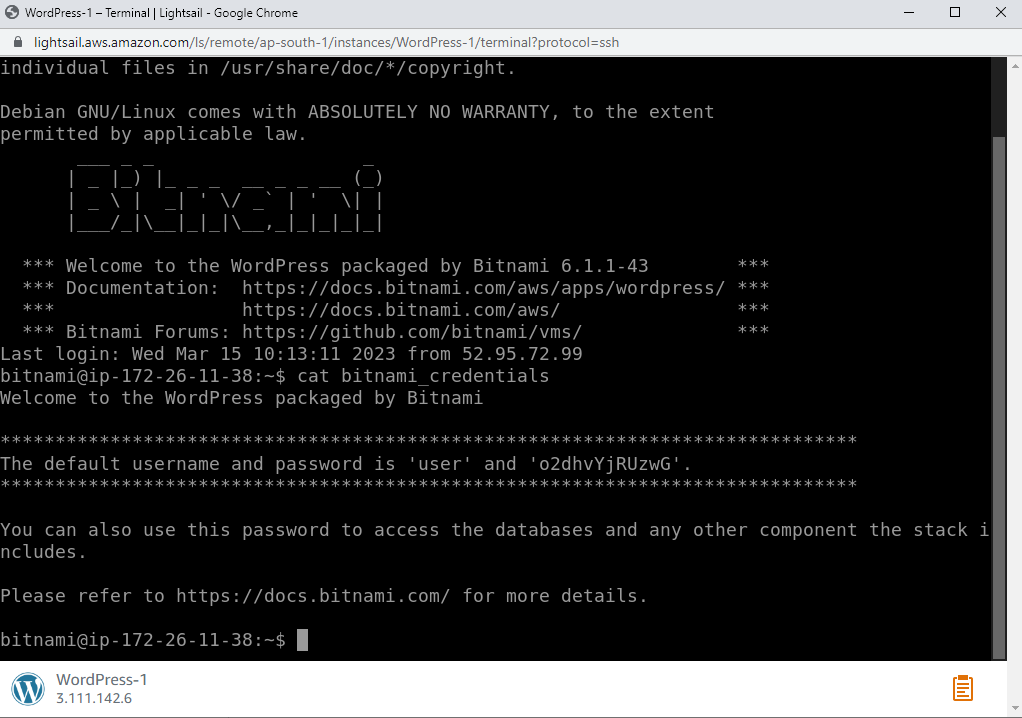 WordPress-1 – Terminal | Lightsail - Google Chrome
lightsail.aws.amazon.com/ls/remote/ap-south-1/instances/WordPress-1/terminal?protocol=ssh
individual files in /usr/share/doc/*/copyright.
Debian GNU/Linux comes with ABSOLUTELY NO WARRANTY, to the extent
permitted by applicable law.
Bitnami
*** Welcome to the WordPress packaged by Bitnami 6.1.1-43 ***
*** Documentation: https://docs.bitnami.com/aws/apps/wordpress/ ***
*** https://docs.bitnami.com/aws/ ***
*** Bitnami Forums: https://github.com/bitnami/vms/ ***
Last login: Wed Mar 15 10:13:11 2023 from 52.95.72.99
bitnami@ip-172-26-11-38:~$ cat bitnami_credentials
Welcome to the WordPress packaged by Bitnami
******************************************************************************
The default username and password is 'user' and 'o2dhvYjRUzwG'.
******************************************************************************
You can also use this password to access the databases and any other component the stack i
ncludes.
Please refer to https://docs.bitnami.com/ for more details.
bitnami@ip-172-26-11-38:~$
WordPress-1
3.111.142.6